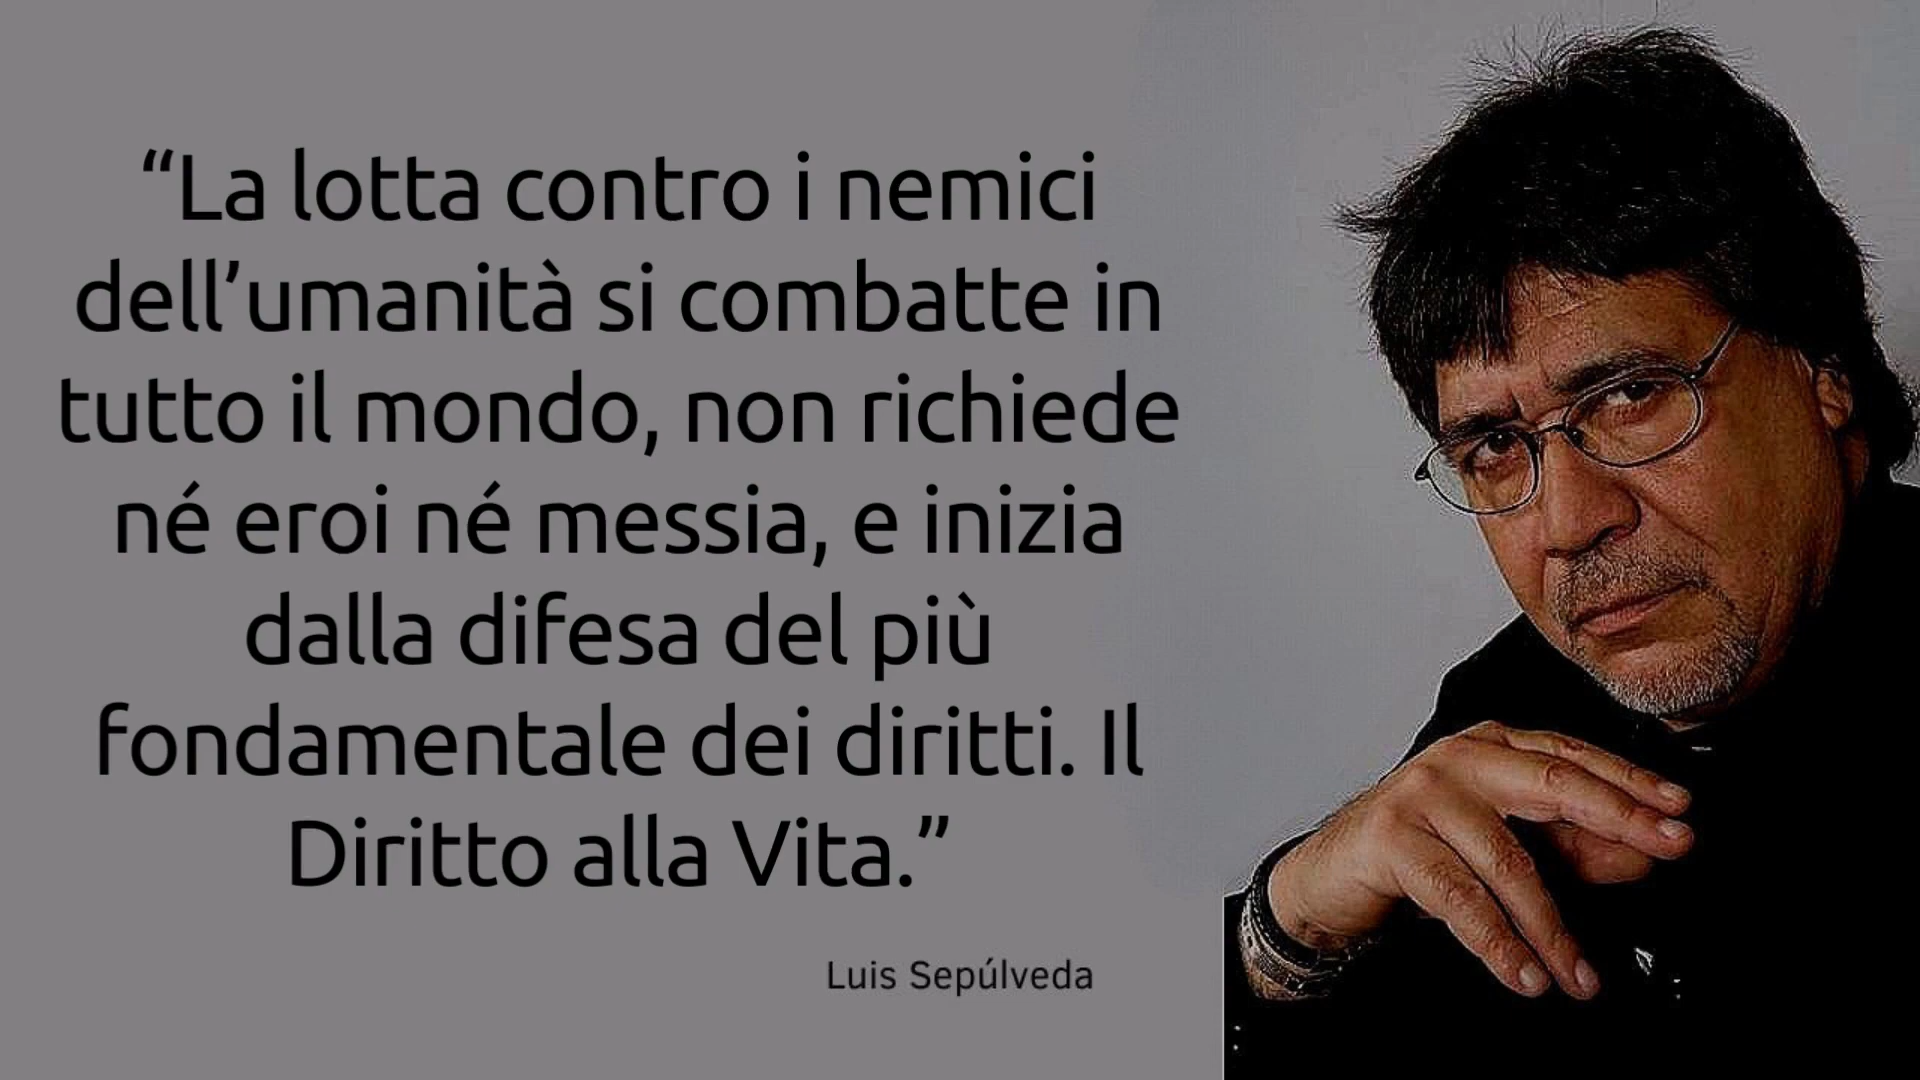 “La lotta contro i nemici
dell’umanità si combatte in
tutto il mondo, non richiede
né eroi né messia, e inizia
dalla difesa del più
fondamentale dei diritti. Il
Diritto alla Vita.”
Luis Sepúlveda